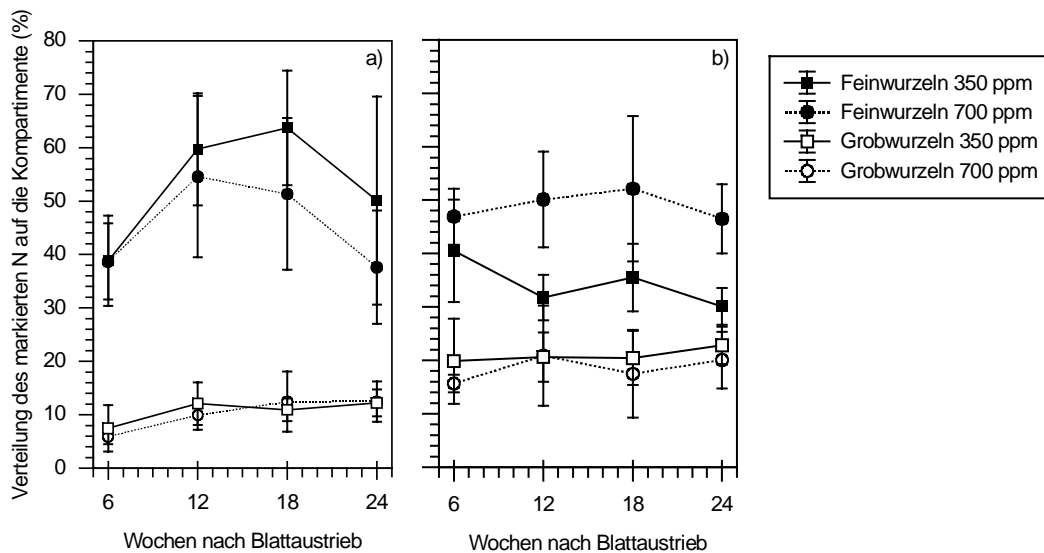 Verteilung des markierten N auf die Kompartimente (%)
80
70
60
50
40
30
20
10
0
a)
6 12 18 24
Wochen nach Blattaustrieb
b)
6 12 18 24
Wochen nach Blattaustrieb
Feinwurzeln 350 ppm
Feinwurzeln 700 ppm
Grobwurzeln 350 ppm
Grobwurzeln 700 ppm